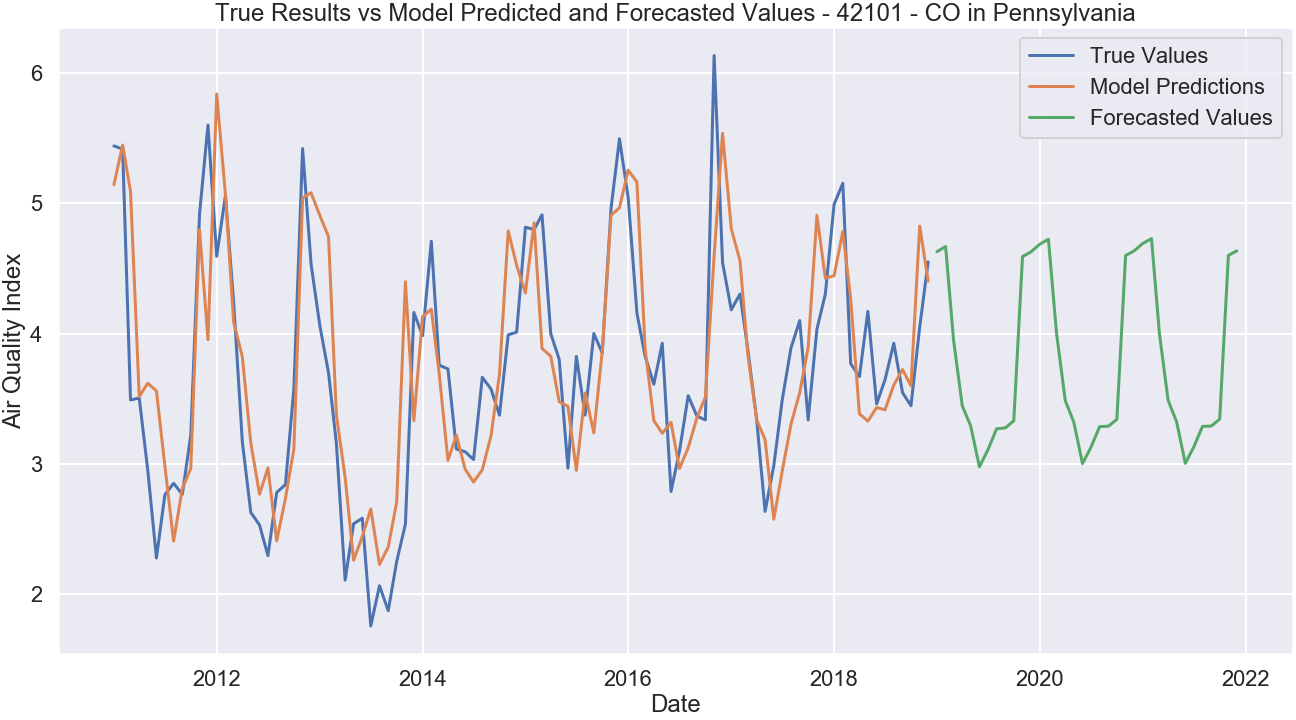 True Results vs Model Predicted and Forecasted Values - 42101 - CO in Pennsylvania
True Values
Model Predictions
Forecasted Values
Air Quality Index
6
5
4
3
2
2012
2014
2016
2018
2020
2022
Date